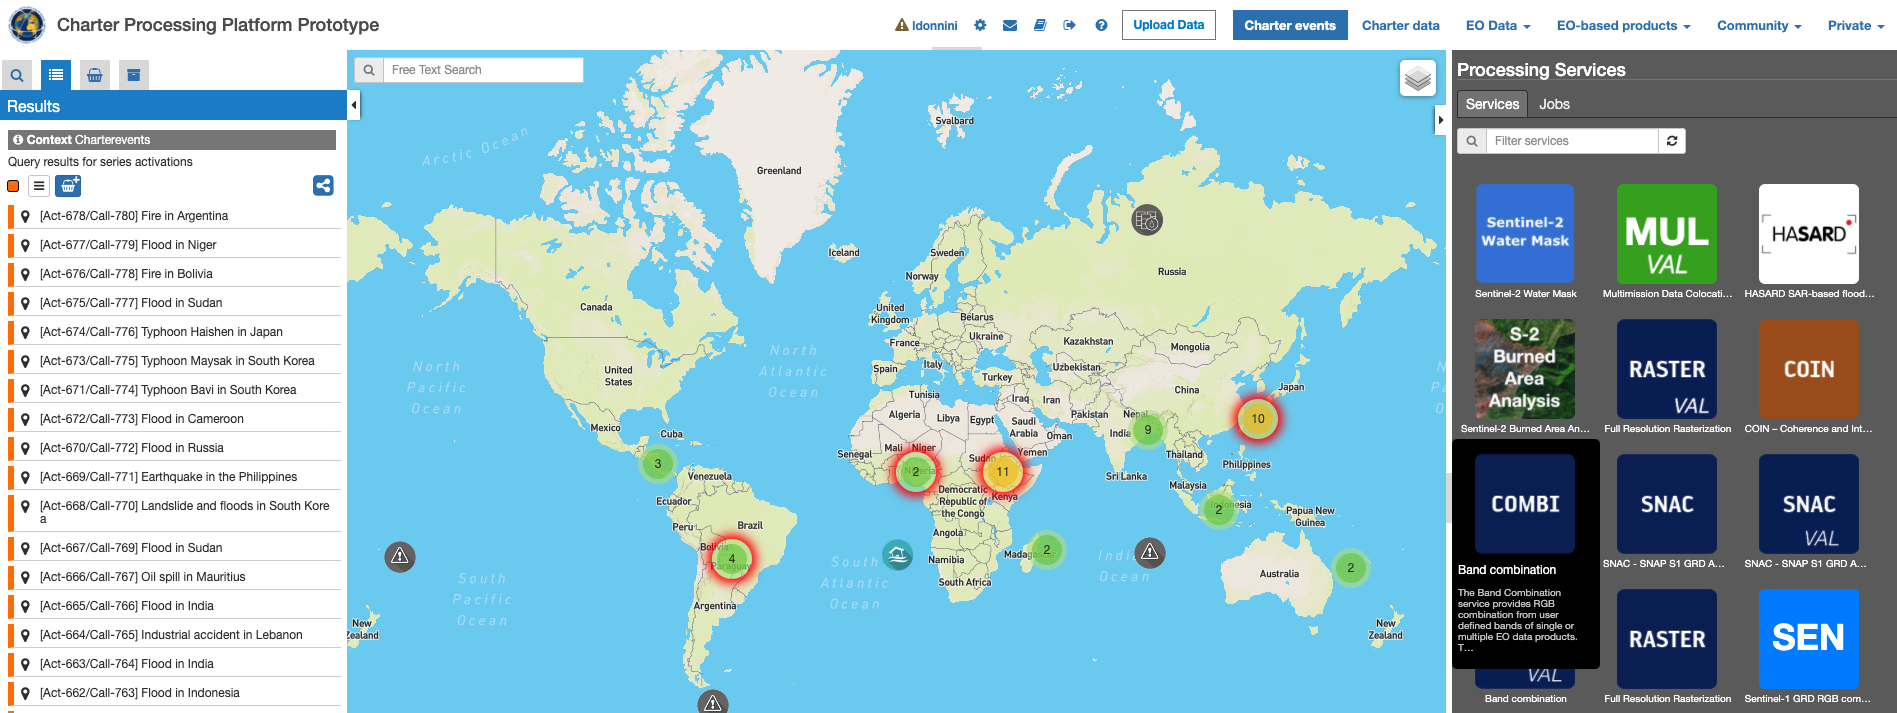 Charter Processing Platform Prototype
ldonnini
Upload Data
Charter events
Charter data
EO Data
EO-based products
Community
Private
Results
Context Charterevents
Query results for series activations
[Act-678/Call-780] Fire in Argentina
[Act-677/Call-779] Flood in Niger
[Act-676/Call-778] Fire in Bolivia
[Act-675/Call-777] Flood in Sudan
[Act-674/Call-776] Typhoon Haishen in Japan
[Act-673/Call-775] Typhoon Maysak in South Korea
[Act-671/Call-774] Typhoon Bavi in South Korea
[Act-672/Call-773] Flood in Cameroon
[Act-670/Call-772] Flood in Russia
[Act-669/Call-771] Earthquake in the Philippines
[Act-668/Call-770] Landslide and floods in South Kore
a
[Act-667/Call-769] Flood in Sudan
[Act-666/Call-767] Oil spill in Mauritius
[Act-665/Call-766] Flood in India
[Act-664/Call-765] Industrial accident in Lebanon
[Act-663/Call-764] Flood in India
[Act-662/Call-763] Flood in Indonesia
Free Text Search
Arctic Ocean
Svalbard
Greenland
Iceland
Sweden
Norway
Russia
Canada
United
Kingdom
Belarus
Ukraine
France
Kazakhstan
Mongolia
North
Pacific
Ocean
North
Atlantic
Ocean
United
States
Spain
Italy
Turkey
Uzbekistan
China
Japan
Tunisia
Iraq
Iran
Algeria
Libya
Egypt
Saudi
Arabia
Pakistan
Nepal
10
Mexico
Cuba
Oman
India
9
Mali
Niger
Senegal
Sudan
Yemen
Thailand
Philippines
3
2
Nigeria
11
Venezuela
Sri Lanka
Malaysia
Democratic
Republic of
the Congo
Kenya
Ecuador
Indonesia
2
Papua New
Guinea
Peru
Brazil
Angola
Bolivia
4
Paraguay
Madagascar
2
Namibia
South Africa
South
Atlantic
Ocean
Indian
Ocean
Australia
2
South
Pacific
Ocean
Argentina
New
Zealand
New
Zealand
Processing Services
Services
Jobs
Filter services
Sentinel-2
Water Mask
MUL
VAL
HASARD
Sentinel-2 Water Mask
Multimission Data Colocati...
HASARD SAR-based flood...
S-2
Burned
Area
Analysis
RASTER
VAL
COIN
Sentinel-2 Burned Area An...
Full Resolution Rasterization
COIN – Coherence and Int...
COMBI
SNAC
SNAC
VAL
Band combination
The Band Combination
service provides RGB
combination from user
defined bands of single or
multiple EO data products.
T...
SNAC - SNAP S1 GRD A...
SNAC - SNAP S1 GRD A...
VAL
RASTER
SEN
Band combination
Full Resolution Rasterization
Sentinel-1 GRD RGB com...